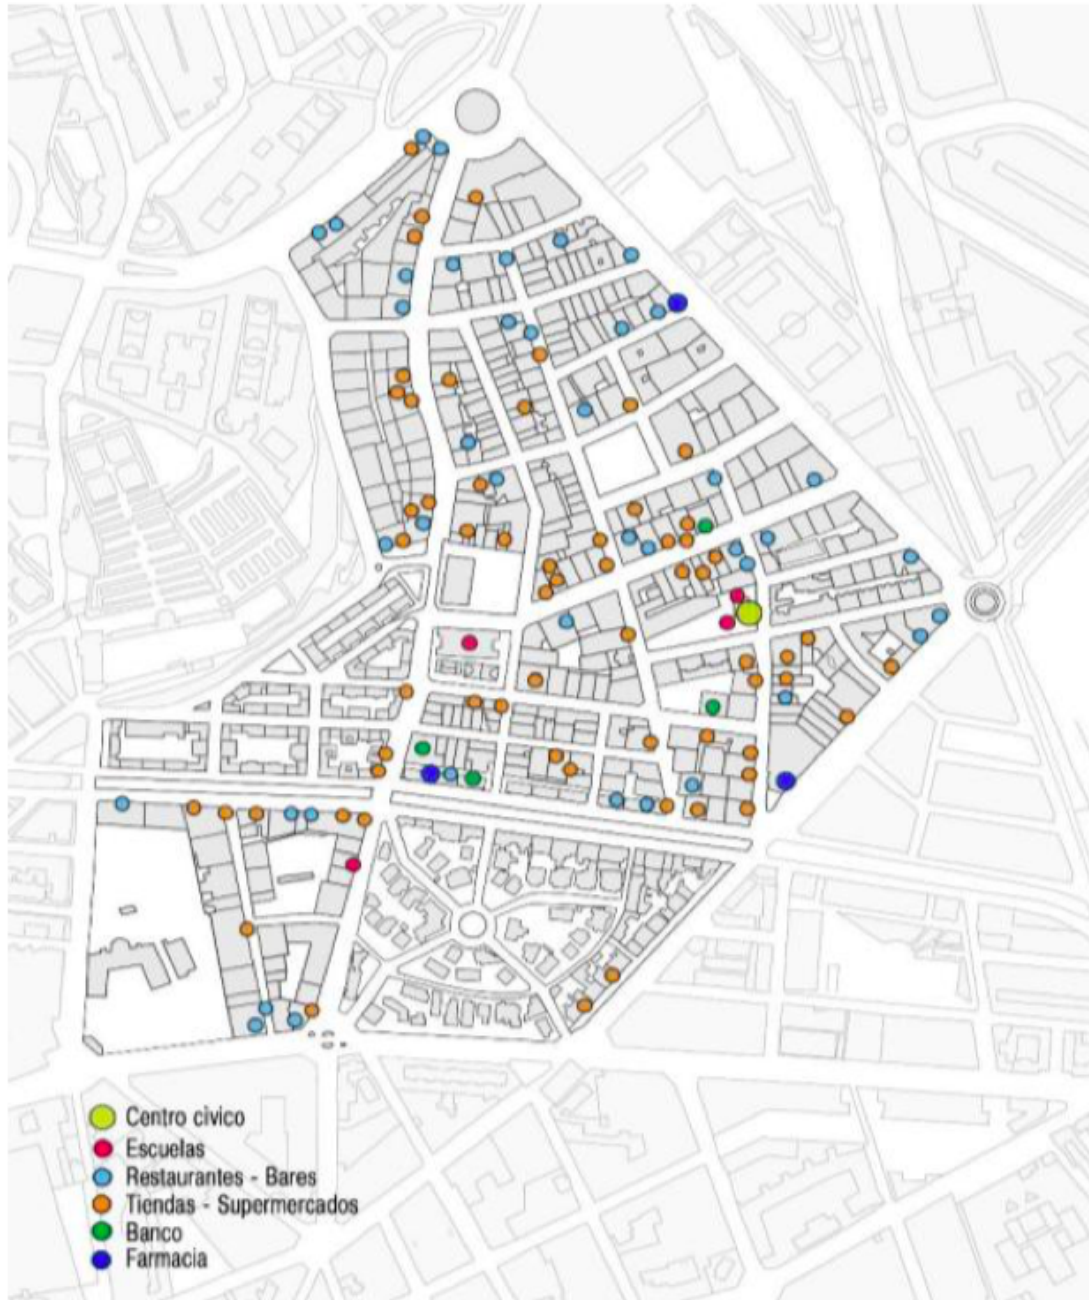 Centro cívico
Escuelas
Restaurantes - Bares
Tiendas - Supermercados
Banco
Farmacia